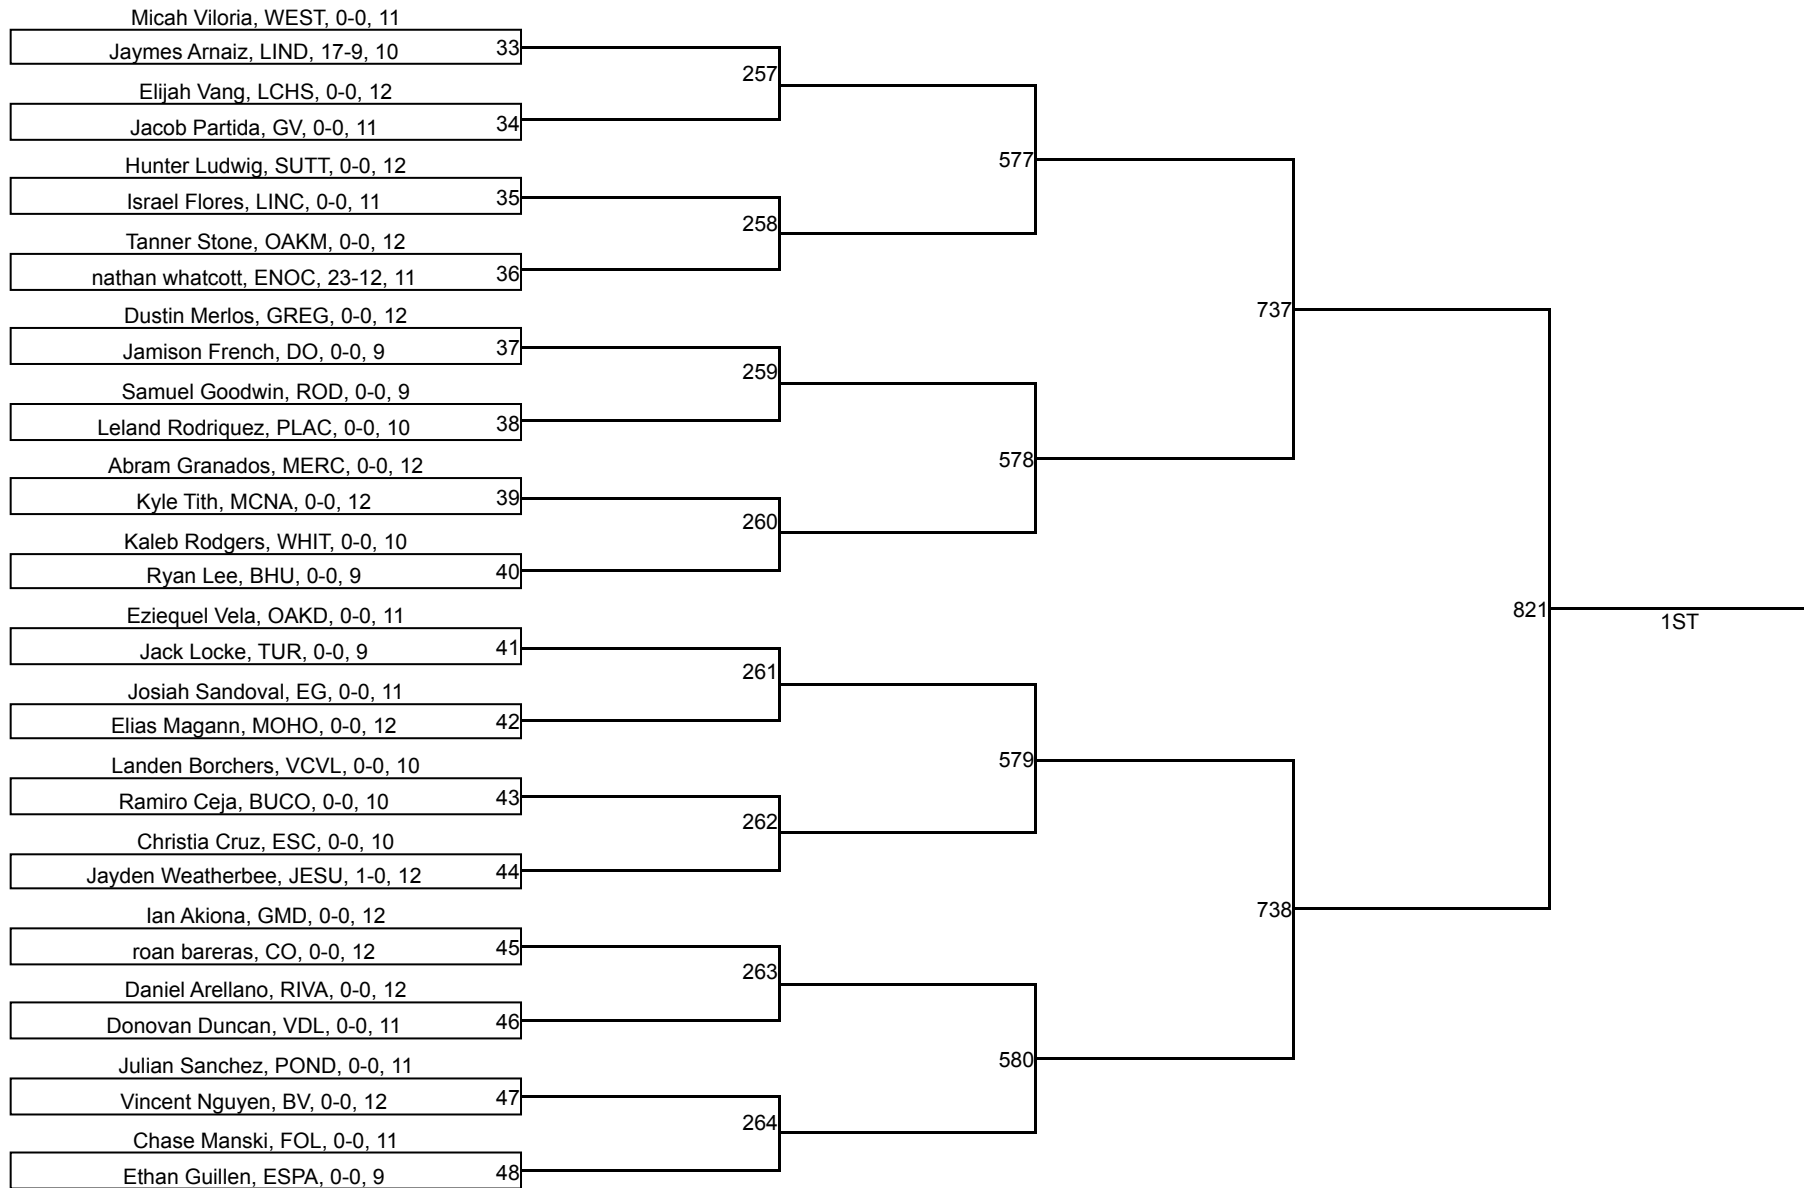 Micah Viloria, WEST, 0-0, 11
Jaymes Arnaiz, LIND, 17-9, 10
33
257
Elijah Vang, LCHS, 0-0, 12
Jacob Partida, GV, 0-0, 11
34
577
Hunter Ludwig, SUTT, 0-0, 12
Israel Flores, LINC, 0-0, 11
35
258
Tanner Stone, OAKM, 0-0, 12
nathan whatcott, ENOC, 23-12, 11
36
737
Dustin Merlos, GREG, 0-0, 12
Jamison French, DO, 0-0, 9
37
259
Samuel Goodwin, ROD, 0-0, 9
Leland Rodriquez, PLAC, 0-0, 10
38
578
Abram Granados, MERC, 0-0, 12
Kyle Tith, MCNA, 0-0, 12
39
260
Kaleb Rodgers, WHIT, 0-0, 10
Ryan Lee, BHU, 0-0, 9
40
821
1ST
Eziequel Vela, OAKD, 0-0, 11
Jack Locke, TUR, 0-0, 9
41
261
Josiah Sandoval, EG, 0-0, 11
Elias Magann, MOHO, 0-0, 12
42
579
Landen Borchers, VCVL, 0-0, 10
Ramiro Ceja, BUCO, 0-0, 10
43
262
Christia Cruz, ESC, 0-0, 10
Jayden Weatherbee, JESU, 1-0, 12
44
738
Ian Akiona, GMD, 0-0, 12
roan bareras, CO, 0-0, 12
45
263
Daniel Arellano, RIVA, 0-0, 12
Donovan Duncan, VDL, 0-0, 11
46
580
Julian Sanchez, POND, 0-0, 11
Vincent Nguyen, BV, 0-0, 12
47
264
Chase Manski, FOL, 0-0, 11
Ethan Guillen, ESPA, 0-0, 9
48